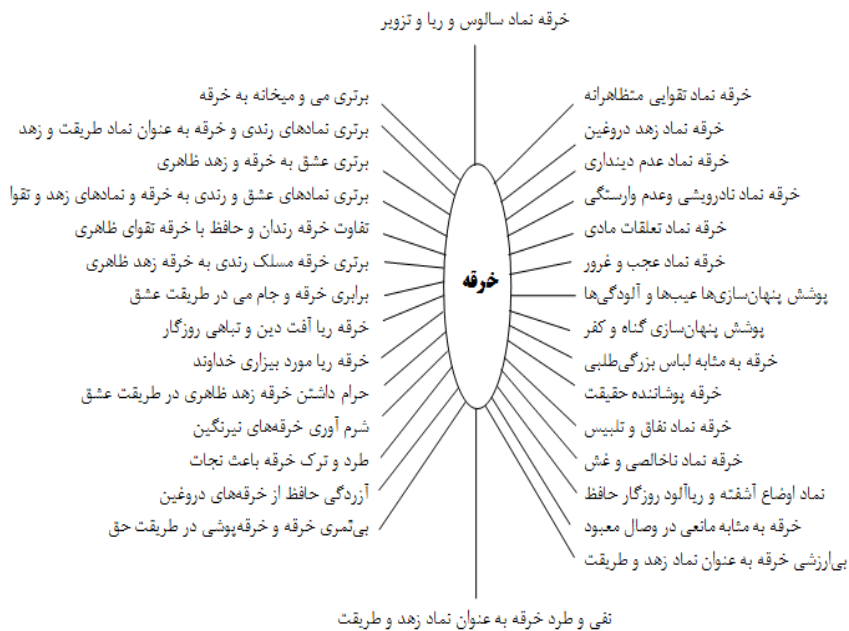 خرقه نماد سالوس و ریا و تزویر
خرقه نماد تقوایی متظاهرانه
خرقه نماد زهد دروغین
خرقه نماد عدم دینداری
خرقه نماد نادرویشی وعدم وارستگی
خرقه نماد تعلقات مادی
خرقه نماد عجب و غرور
پوشش پنهان‌سازی‌ها عیب‌ها و آلودگی‌ها
پوشش پنهان‌سازی گناه و کفر
خرقه به مثابه لباس بزرگی‌طلبی
خرقه پوشاننده حقیقت
خرقه نماد نفاق و تلبیس
خرقه نماد ناخالصی و غش
نماد اوضاع آشفته و ریاآلود روزگار حافظ
خرقه به مثابه مانعی در وصال معبود
بی‌ارزشی خرقه به عنوان نماد زهد و طریقت
خرقه
برتری می و میخانه به خرقه
برتری نمادهای رندی و خرقه به عنوان نماد طریقت و زهد
برتری عشق به خرقه و زهد ظاهری
برتری نمادهای عشق و رندی به خرقه و نمادهای زهد و تقوا
تفاوت خرقه رندان و حافظ با خرقه تقوای ظاهری
برتری خرقه مسلک رندی به خرقه زهد ظاهری
برابری خرقه و جام می در طریقت عشق
خرقه ریا آفت دین و تباهی روزگار
خرقه ریا مورد بیزاری خداوند
حرام داشتن خرقه زهد ظاهری در طریقت عشق
شرم آوری خرقه‌های نیرنگین
طرد و ترک خرقه باعث نجات
آزردگی حافظ از خرقه‌های دروغین
بی‌ثمری خرقه و خرقه‌پوشی در طریقت حق
نفی و طرد خرقه به عنوان نماد زهد و طریقت